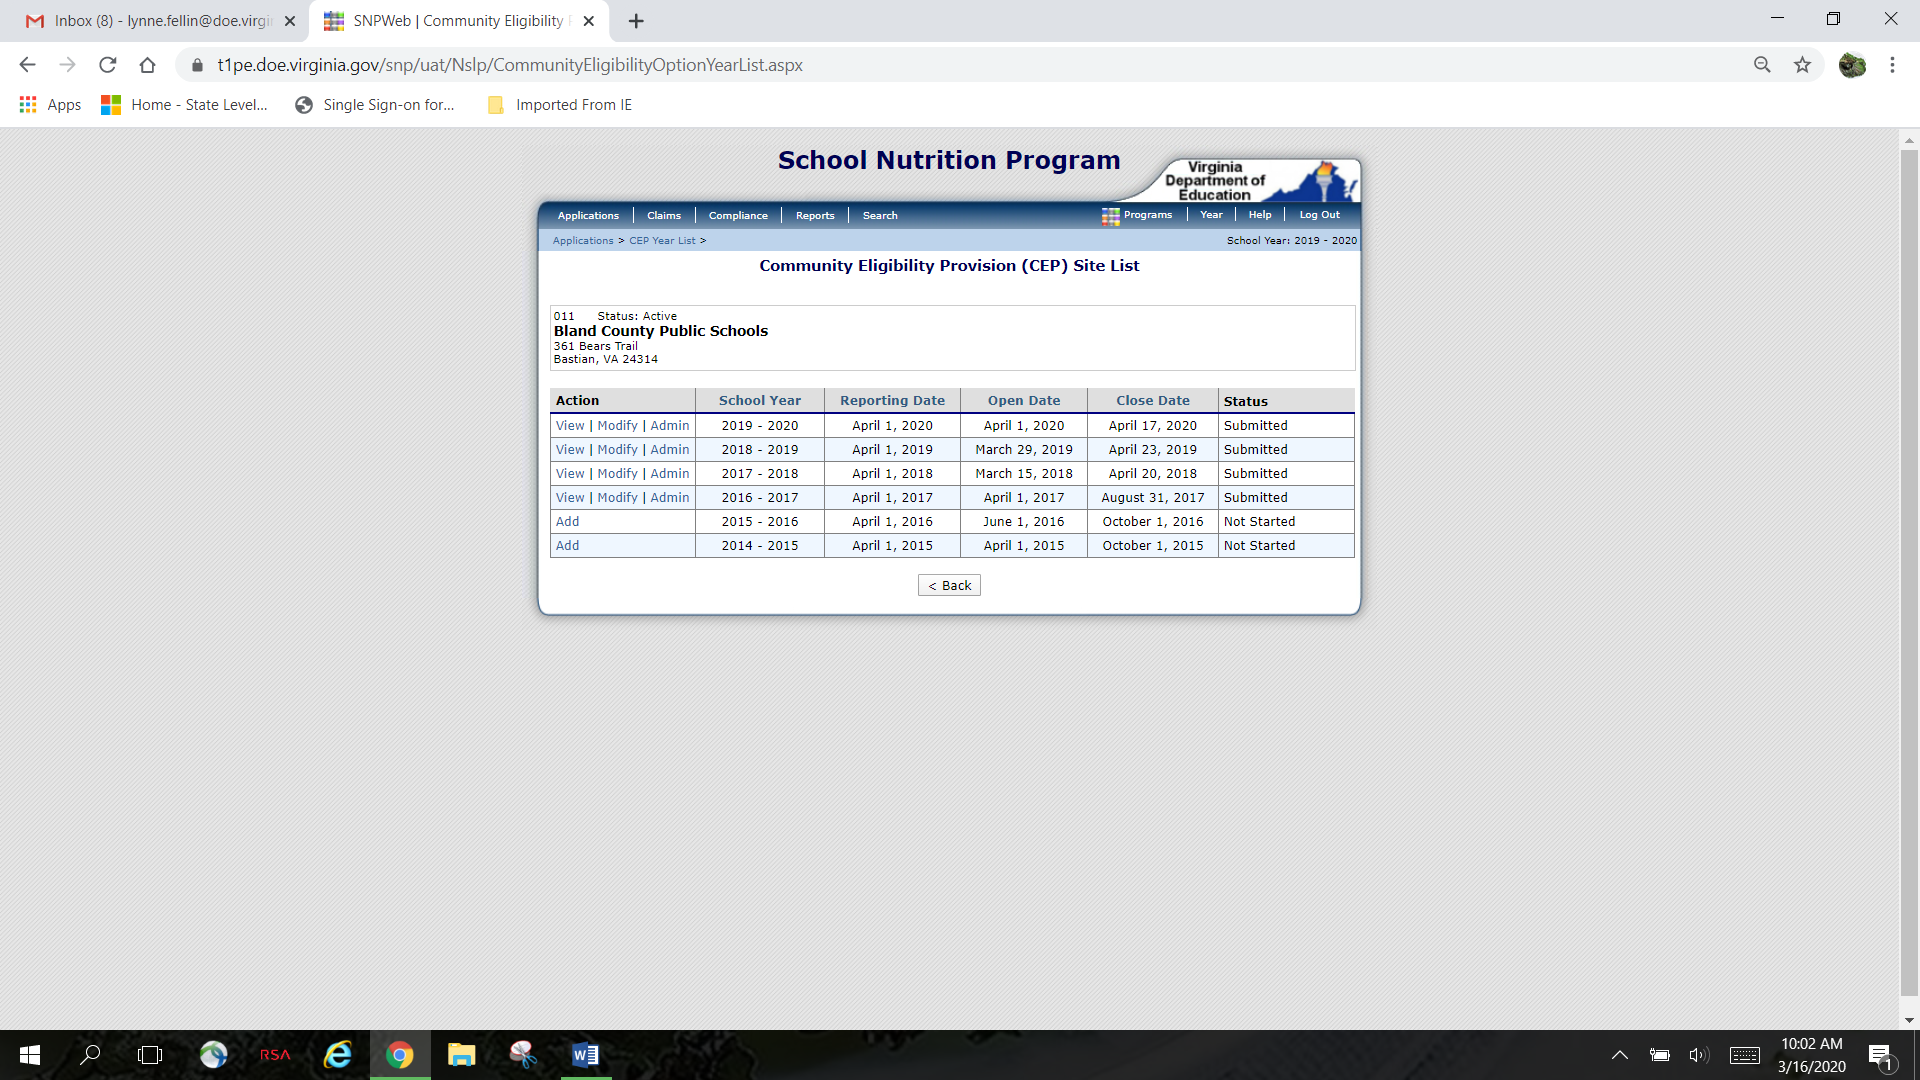 Inbox (8) - lynne.fellin@doe.virgi
SNPWeb | Community Eligibility
t1pe.doe.virginia.gov/snp/uat/Nslp/CommunityEligibilityOptionYearList.aspx
Apps Home - State Level... Single Sign-on for... Imported From IE
School Nutrition Program
Virginia
Department of
Education
Applications Claims Compliance Reports Search Programs Year Help Log Out
Applications > CEP Year List > School Year: 2019 - 2020
Community Eligibility Provision (CEP) Site List
011 Status: Active
Bland County Public Schools
361 Bears Trail
Bastian, VA 24314
Action School Year Reporting Date Open Date Close Date Status
View | Modify | Admin 2019 - 2020 April 1, 2020 April 1, 2020 April 17, 2020 Submitted
View | Modify | Admin 2018 - 2019 April 1, 2019 March 29, 2019 April 23, 2019 Submitted
View | Modify | Admin 2017 - 2018 April 1, 2018 March 15, 2018 April 20, 2018 Submitted
View | Modify | Admin 2016 - 2017 April 1, 2017 April 1, 2017 August 31, 2017 Submitted
Add 2015 - 2016 April 1, 2016 June 1, 2016 October 1, 2016 Not Started
Add 2014 - 2015 April 1, 2015 April 1, 2015 October 1, 2015 Not Started
< Back
RSA
10:02 AM
3/16/2020
1